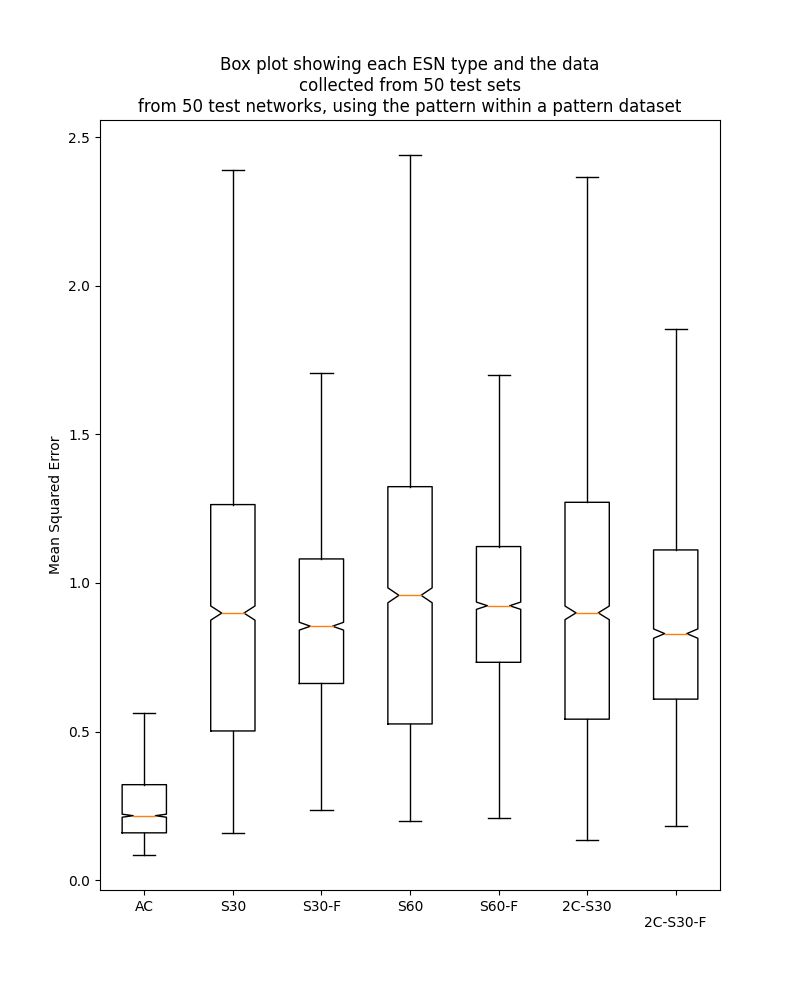 Box plot showing each ESN type and the data
collected from 50 test sets
from 50 test networks, using the pattern within a pattern dataset
2.5
2.0
1.5
1.0
0.5
0.0
Mean Squared Error
AC S30 S30-F S60 S60-F 2C-S30
2C-S30-F